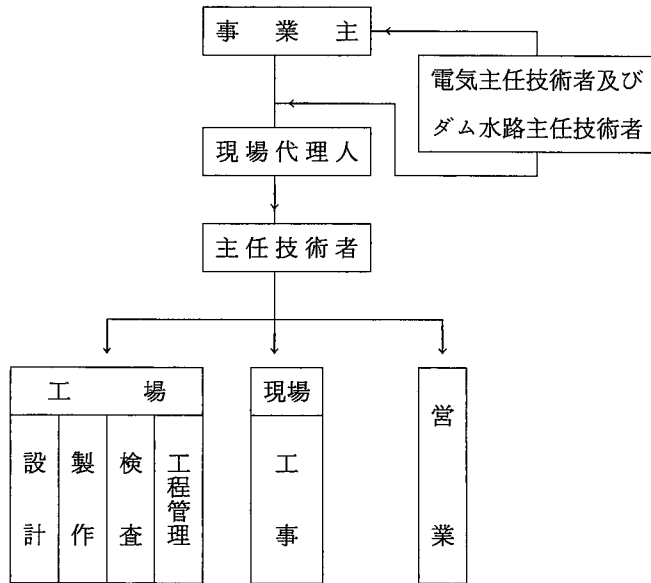 事業主
電気主任技術者及び
ダム水路主任技術者
現場代理人
主任技術者
工場
設計
製作
検査
工程管理
現場
工事
営業